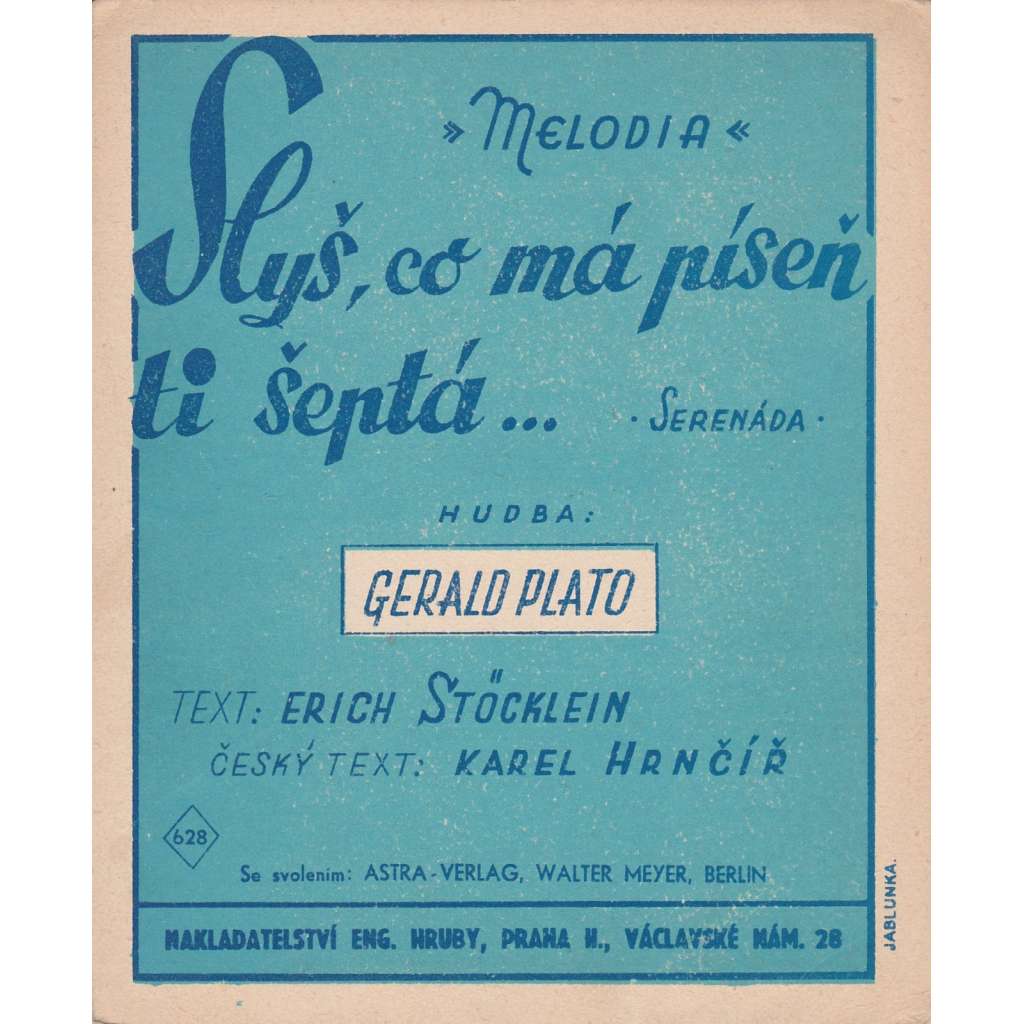 » MELODIA «
Slyš, co má píseň
ti šeptá...
· SERENÁDA ·
HUDBA:
GERALD PLATO
TEXT: ERICH STÖCKLEIN
ČESKÝ TEXT: KAREL HRNČÍŘ
628
Se svolením: ASTRA-VERLAG, WALTER MEYER, BERLIN
NAKLADATELSTVÍ ENG. HRUBY, PRAHA II., VÁCLAVSKÉ NÁM. 28
JABLUNKA.